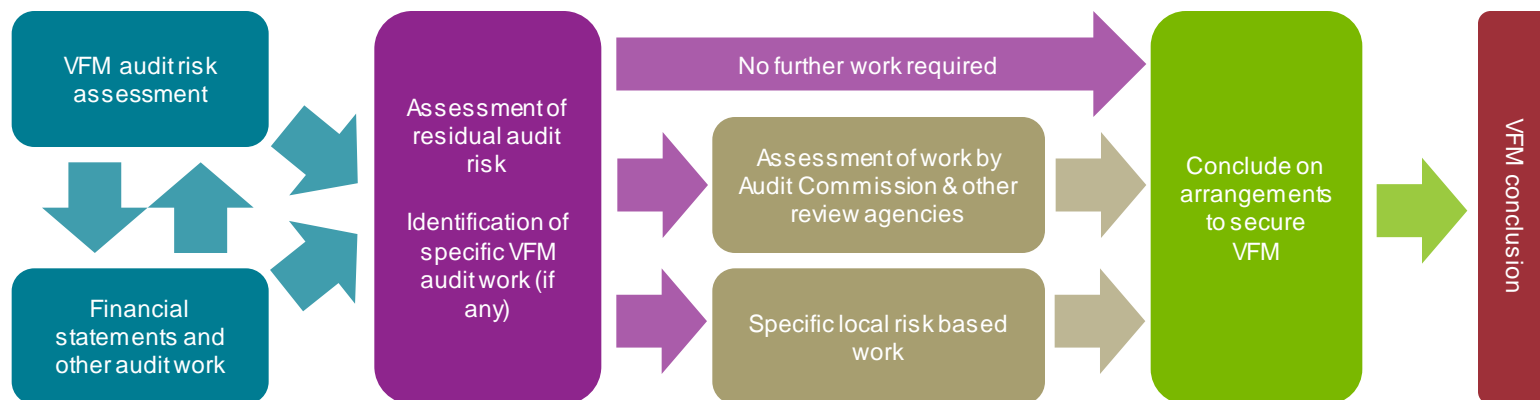 VFM audit risk
assessment
Financial
statements and
other audit work
Assessment of
residual audit
risk
Identification of
specific VFM
audit work (if
any)
No further work required
Assessment of work by
Audit Commission & other
review agencies
Specific local risk based
work
Conclude on
arrangements
to secure
VFM
VFM conclusion